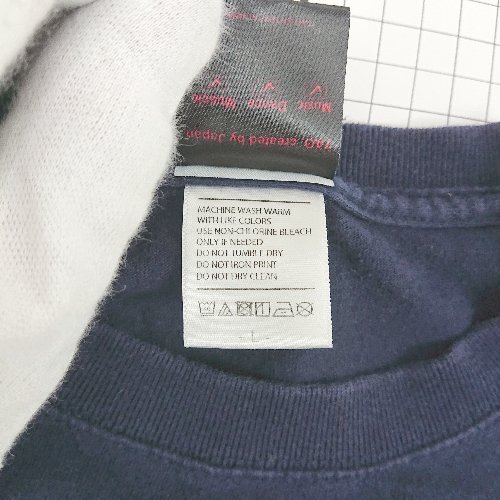 T&D. created by Japan
Music Dance
MACHINE WASH WARM
WITH LIKE COLORS
USE NON-CHLORINE BLEACH
ONLY IF NEEDED
DO NOT TUMBLE DRY
DO NOT IRON PRINT
DO NOT DRY CLEAN
L